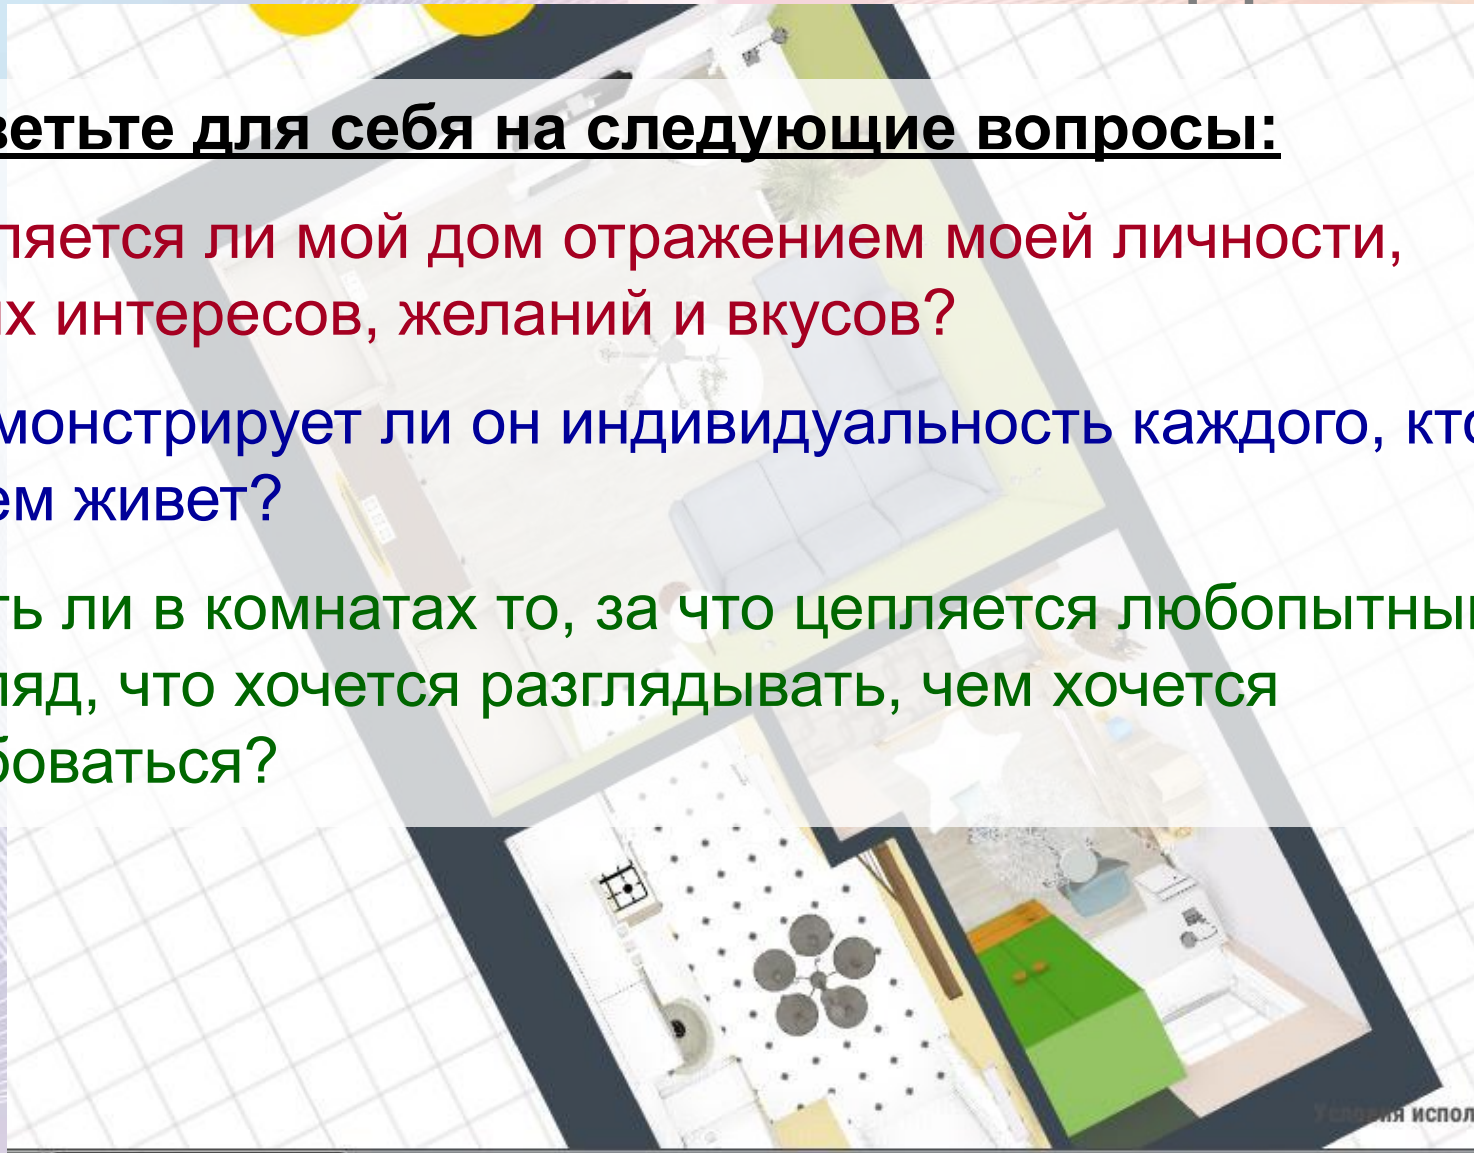 ветьте для себя на следующие вопросы:
ляется ли мой дом отражением моей личности,
их интересов, желаний и вкусов?
монстрирует ли он индивидуальность каждого, кто
ем живет?
ть ли в комнатах то, за что цепляется любопытный
ляд, что хочется разглядывать, чем хочется
боваться?
Условия испол